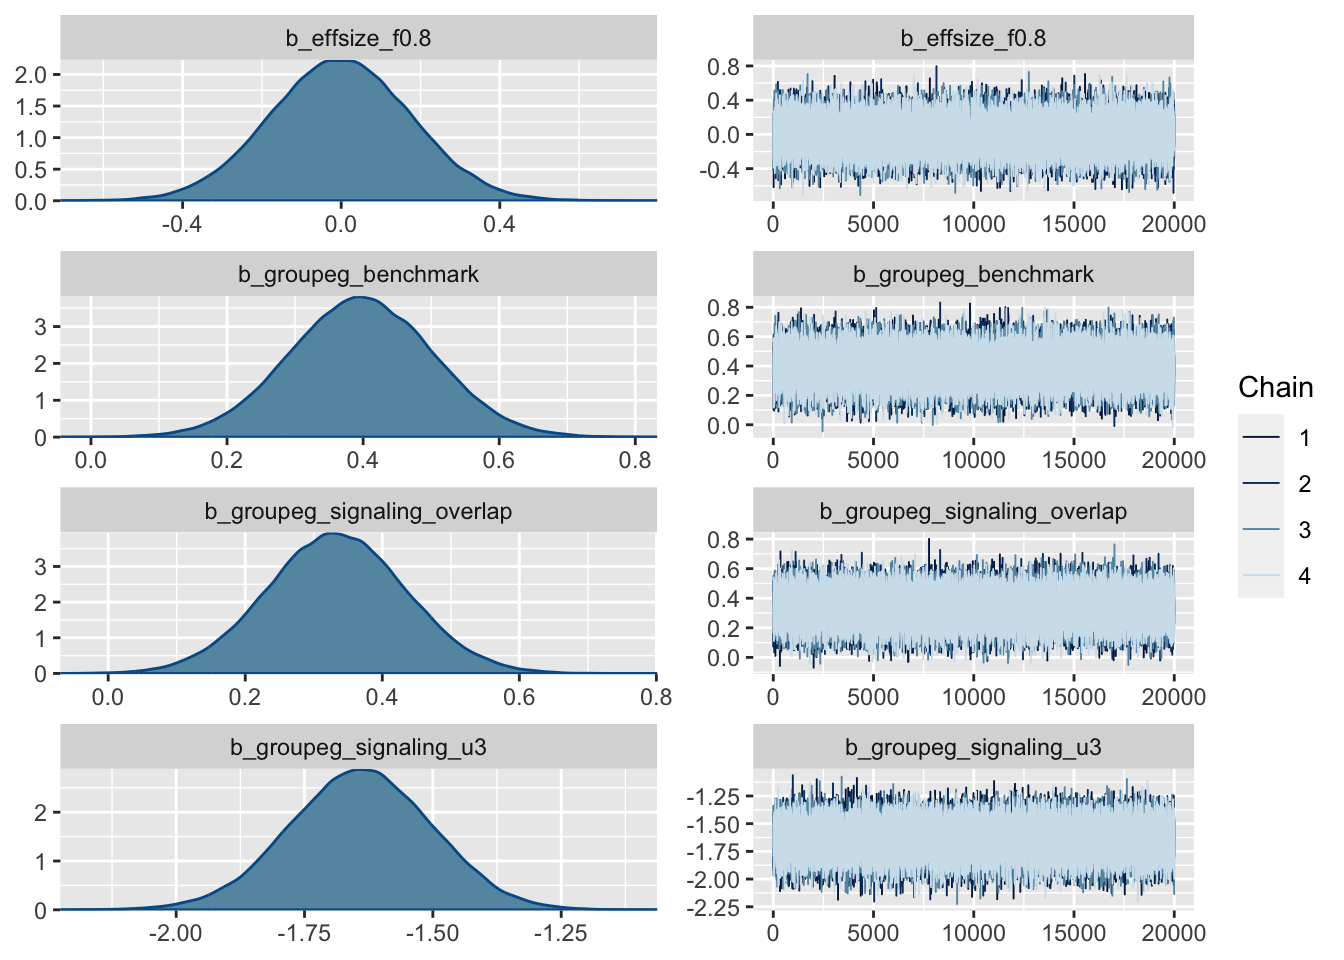 b_effsize_f0.8
2.0
1.5
1.0
0.5
0.0
-0.4 0.0 0.4
b_effsize_f0.8
0.8
0.4
0.0
-0.4
0 5000 10000 15000 20000
b_groupeg_benchmark
3
2
1
0
0.0 0.2 0.4 0.6 0.8
b_groupeg_benchmark
0.8
0.6
0.4
0.2
0.0
0 5000 10000 15000 20000
b_groupeg_signaling_overlap
3
2
1
0
0.0 0.2 0.4 0.6 0.8
b_groupeg_signaling_overlap
0.8
0.6
0.4
0.2
0.0
0 5000 10000 15000 20000
b_groupeg_signaling_u3
2
1
0
-2.00 -1.75 -1.50 -1.25
b_groupeg_signaling_u3
-1.25
-1.50
-1.75
-2.00
-2.25
0 5000 10000 15000 20000
Chain
1
2
3
4